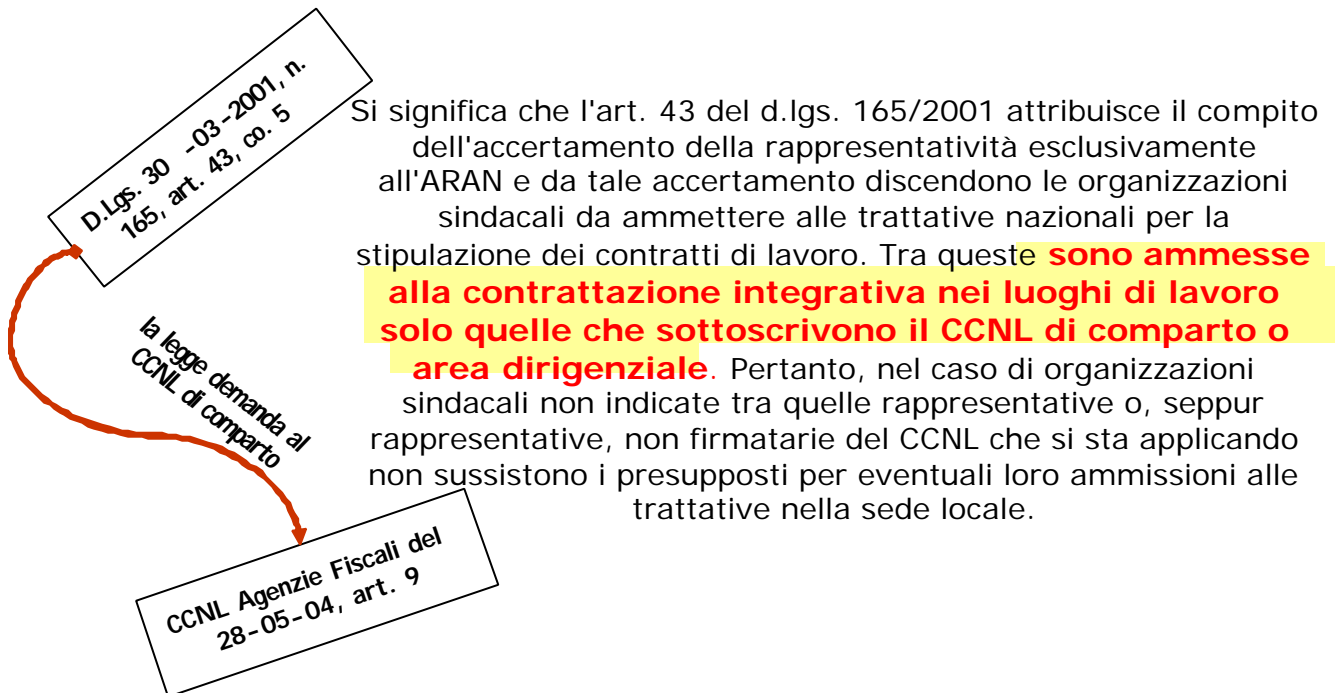 D.Lgs. 30 -03-2001, n.
165, art. 43, co. 5
Si significa che l'art. 43 del d.lgs. 165/2001 attribuisce il compito
dell'accertamento della rappresentatività esclusivamente
all'ARAN e da tale accertamento discendono le organizzazioni
sindacali da ammettere alle trattative nazionali per la
stipulazione dei contratti di lavoro. Tra queste sono ammesse
alla contrattazione integrativa nei luoghi di lavoro
solo quelle che sottoscrivono il CCNL di comparto o
area dirigenziale. Pertanto, nel caso di organizzazioni
sindacali non indicate tra quelle rappresentative o, seppur
rappresentative, non firmatarie del CCNL che si sta applicando
non sussistono i presupposti per eventuali loro ammissioni alle
trattative nella sede locale.
la legge demanda al
CCNL di comparto
CCNL Agenzie Fiscali del
28-05-04, art. 9